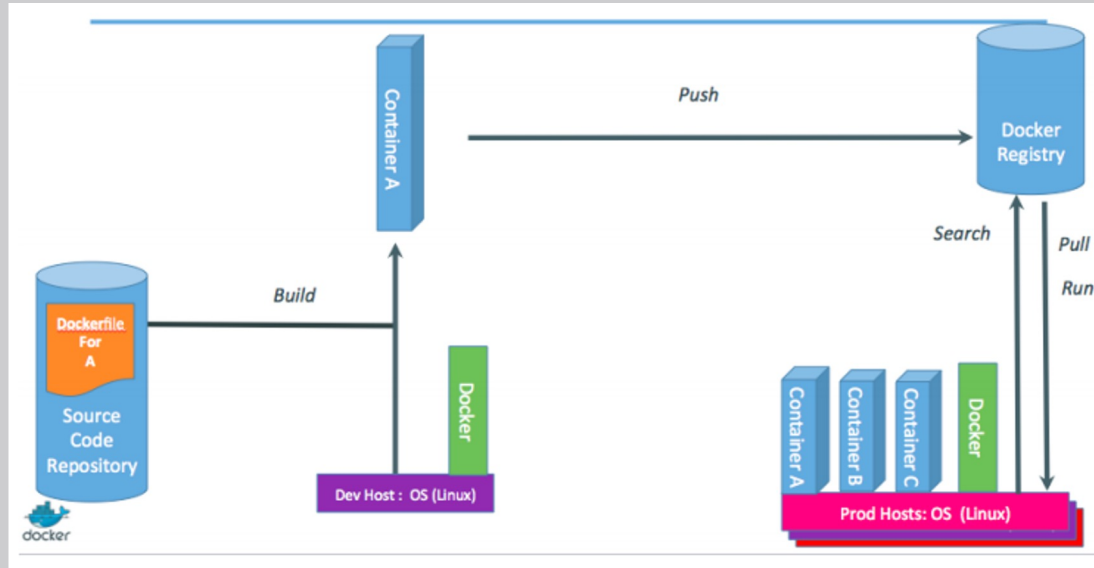 Container A
Push
Docker
Registry
Search
Pull
Run
Build
Dockerfile
For
A
Source
Code
Repository
Docker
Dev Host : OS (Linux)
Container A
Container B
Container C
Docker
Prod Hosts: OS (Linux)
docker